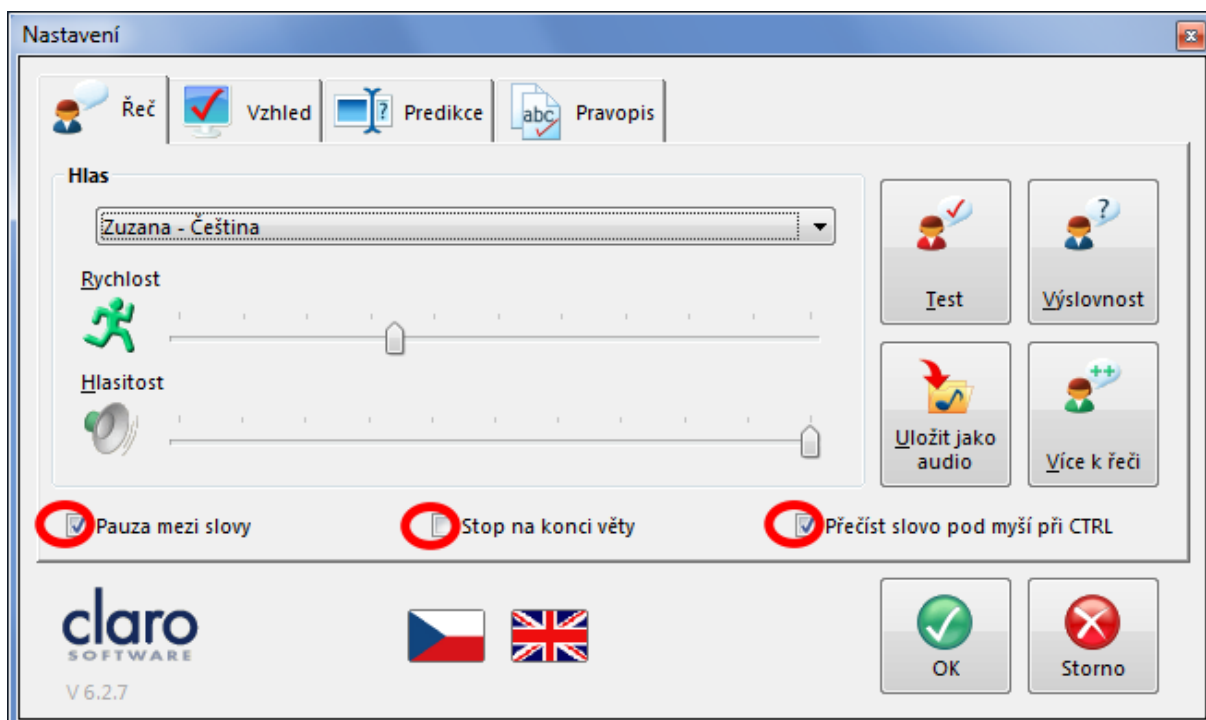 Nastavení
Řeč
Vzhled
?
Predikce
abc
Pravopis
Hlas
Zuzana - Čeština
Rychlost
Hlasitost
Test
?
Výslovnost
Uložit jako
audio
++
Více k řeči
Pauza mezi slovy
Stop na konci věty
Přečíst slovo pod myší při CTRL
claro
SOFTWARE
V 6.2.7
OK
Storno